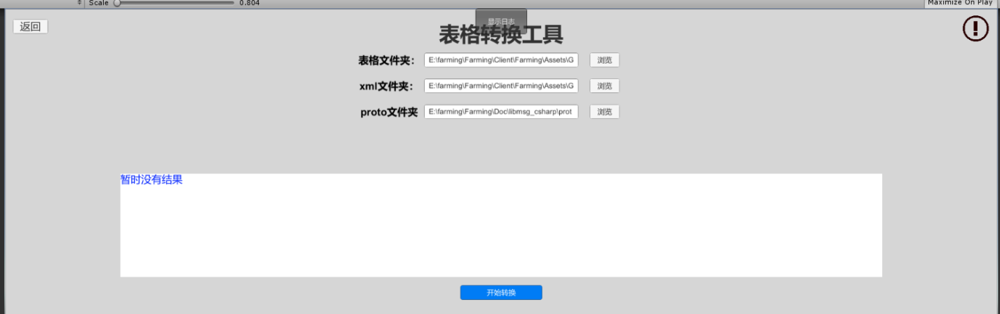 Scale 0.804 Maximize On Play
返回
显示日志
表格转换工具
表格文件夹： E:\farming\Farming\Client\Farming\Assets\G 浏览
xml文件夹： E:\farming\Farming\Client\Farming\Assets\G 浏览
proto文件夹 E:\farming\Farming\Doc\libmsg_csharp\prot 浏览
暂时没有结果
开始转换